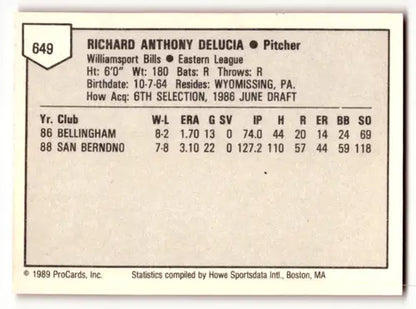 649
RICHARD ANTHONY DELUCIA ● Pitcher
Williamsport Bills ● Eastern League
Ht: 6'0" Wt: 180 Bats: R Throws: R
Birthdate: 10-7-64 Resides: WYOMISSING, PA.
How Acq: 6TH SELECTION, 1986 JUNE DRAFT
Yr. Club W-L ERA G SV IP H R ER BB SO
86 BELLINGHAM 8-2 1.70 13 0 74.0 44 20 14 24 69
88 SAN BERNDNO 7-8 3.10 22 0 127.2 110 57 44 59 118
© 1989 ProCards, Inc. Statistics compiled by Howe Sportsdata Intl., Boston, MA